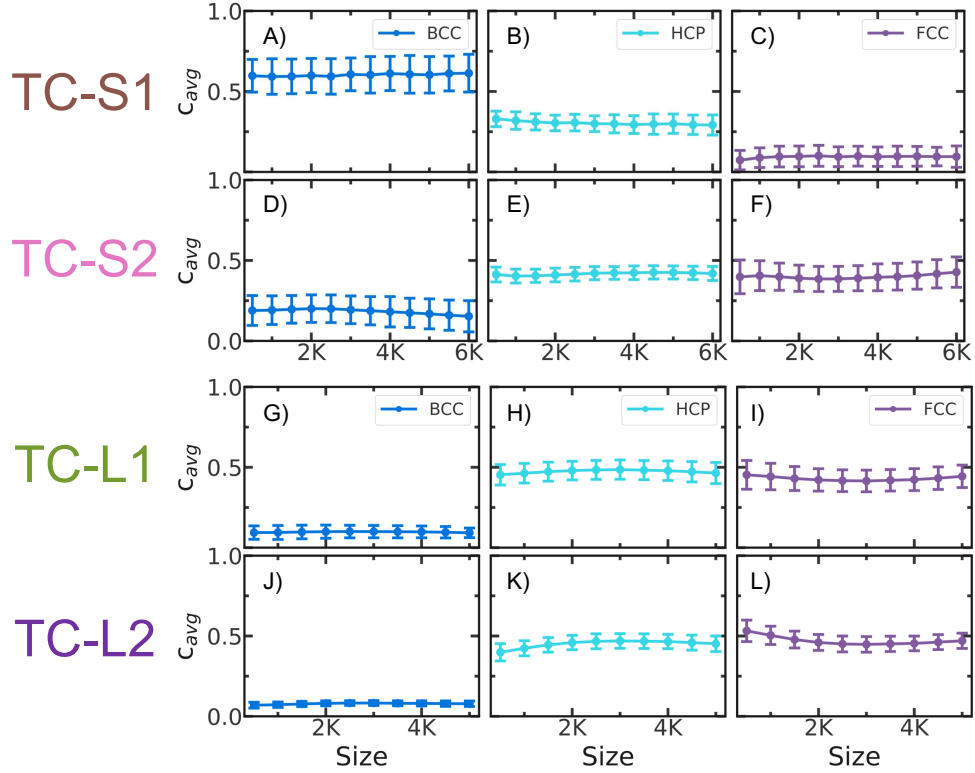 TC-S1
c_avg
1.0
0.5
A)
BCC
B)
HCP
C)
FCC
TC-S2
c_avg
1.0
0.5
0.0
D)
E)
F)
2K
4K
6K
2K
4K
6K
2K
4K
6K
TC-L1
c_avg
1.0
0.5
G)
BCC
H)
HCP
I)
FCC
TC-L2
c_avg
1.0
0.5
0.0
J)
K)
L)
2K
4K
2K
4K
2K
4K
Size
Size
Size